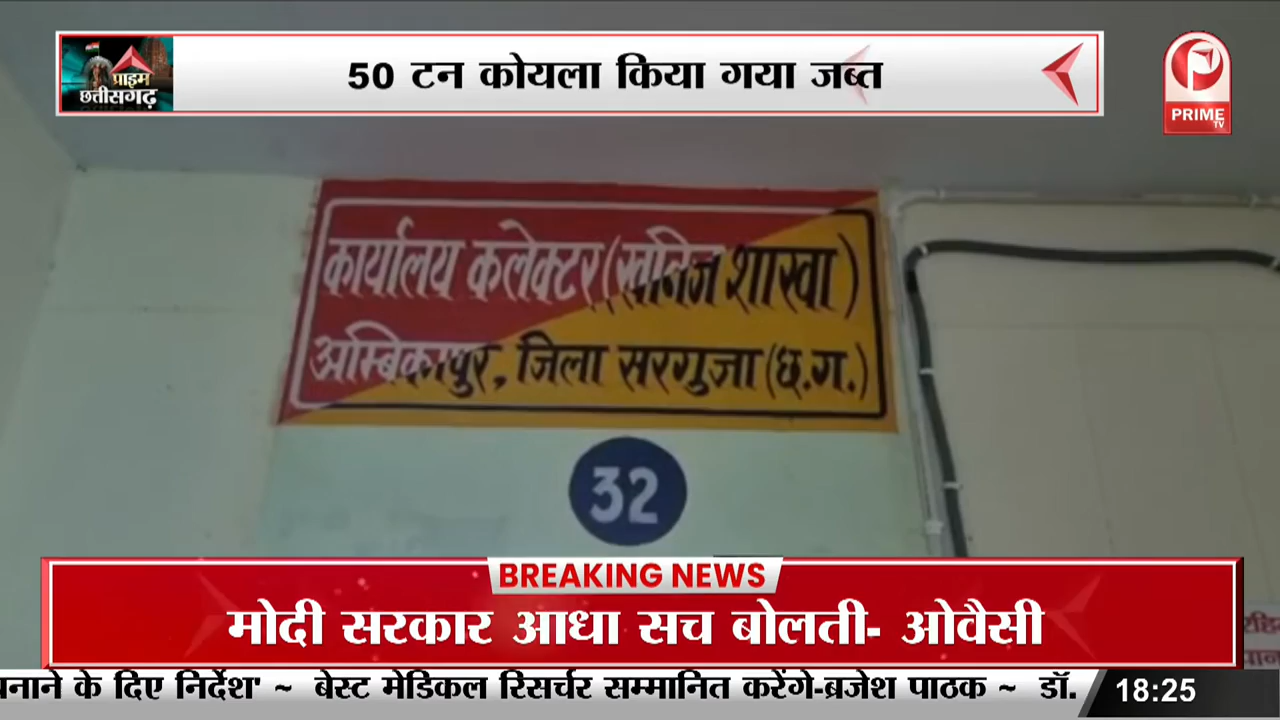 प्राइम
छत्तीसगढ़
50 टन कोयला किया गया जब्त
PRIME
TV
कार्यालय कलेक्टर (खनिज शाखा)
अम्बिकापुर, जिला सरगुजा (छ.ग.)
32
BREAKING NEWS
मोदी सरकार आधा सच बोलती- ओवैसी
के दिए निर्देश' ~ बेस्ट मेडिकल रिसर्चर सम्मानित करेंगे-ब्रजेश पाठक ~ डॉ.
18:25